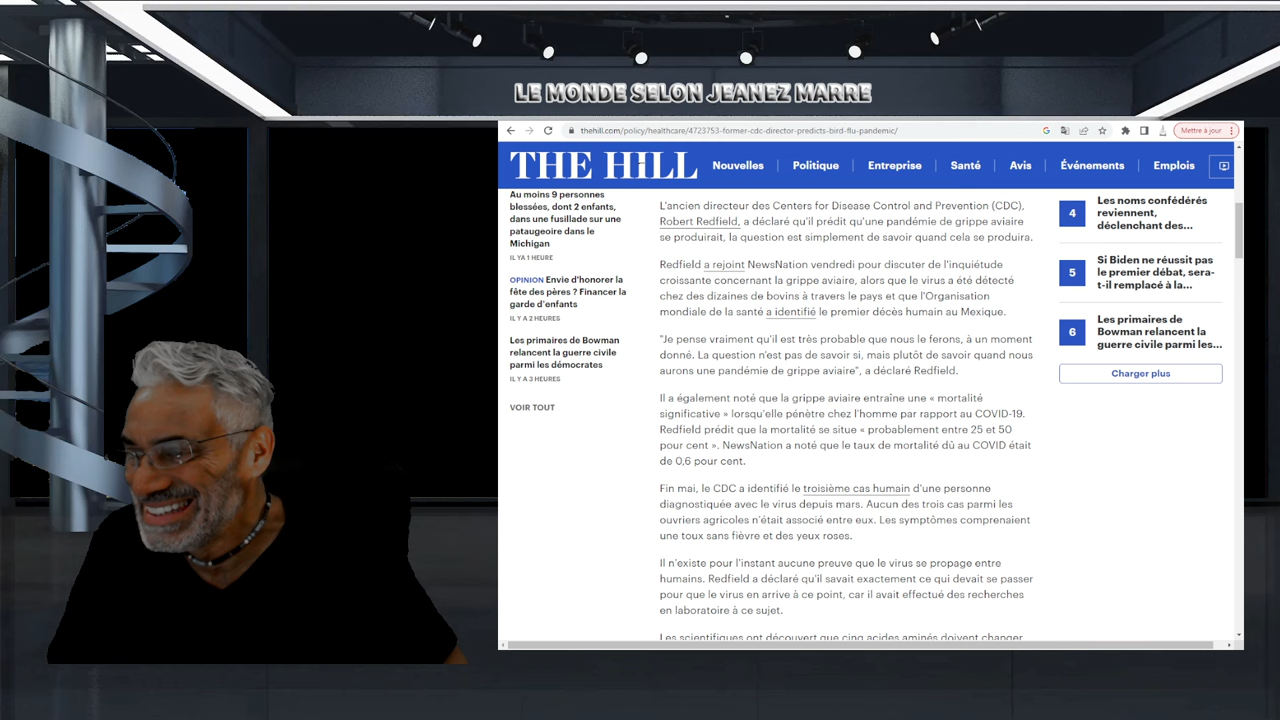 LE MONDE SELON JEANEZ MARRE
thehill.com/policy/healthcare/4723753-former-cdc-director-predicts-bird-flu-pandemic/
Mettre à jour
THE HILL
Nouvelles
Politique
Entreprise
Santé
Avis
Événements
Emplois
Au moins 9 personnes
blessées, dont 2 enfants,
dans une fusillade sur une
pataugeoire dans le
Michigan
IL Y A 1 HEURE
OPINION Envie d'honorer la
fête des pères ? Financer la
garde d'enfants
IL Y A 2 HEURES
Les primaires de Bowman
relancent la guerre civile
parmi les démocrates
IL Y A 3 HEURES
VOIR TOUT
L'ancien directeur des Centers for Disease Control and Prevention (CDC),
Robert Redfield, a déclaré qu'il prédit qu'une pandémie de grippe aviaire
se produirait, la question est simplement de savoir quand cela se produira.
Redfield a rejoint NewsNation vendredi pour discuter de l'inquiétude
croissante concernant la grippe aviaire, alors que le virus a été détecté
chez des dizaines de bovins à travers le pays et que l'Organisation
mondiale de la santé a identifié le premier décès humain au Mexique.
"Je pense vraiment qu'il est très probable que nous le ferons, à un moment
donné. La question n'est pas de savoir si, mais plutôt de savoir quand nous
aurons une pandémie de grippe aviaire", a déclaré Redfield.
Il a également noté que la grippe aviaire entraîne une « mortalité
significative » lorsqu'elle pénètre chez l'homme par rapport au COVID-19.
Redfield prédit que la mortalité se situe « probablement entre 25 et 50
pour cent ». NewsNation a noté que le taux de mortalité dû au COVID était
de 0,6 pour cent.
Fin mai, le CDC a identifié le troisième cas humain d'une personne
diagnostiquée avec le virus depuis mars. Aucun des trois cas parmi les
ouvriers agricoles n'était associé entre eux. Les symptômes comprenaient
une toux sans fièvre et des yeux roses.
Il n'existe pour l'instant aucune preuve que le virus se propage entre
humains. Redfield a déclaré qu'il savait exactement ce qui devait se passer
pour que le virus en arrive à ce point, car il avait effectué des recherches
en laboratoire à ce sujet.
Les scientifiques ont découvert que cinq acides aminés doivent changer
4
Les noms confédérés
reviennent,
déclenchant des...
5
Si Biden ne réussit pas
le premier débat, sera-
t-il remplacé à la...
6
Les primaires de
Bowman relancent la
guerre civile parmi les...
Charger plus